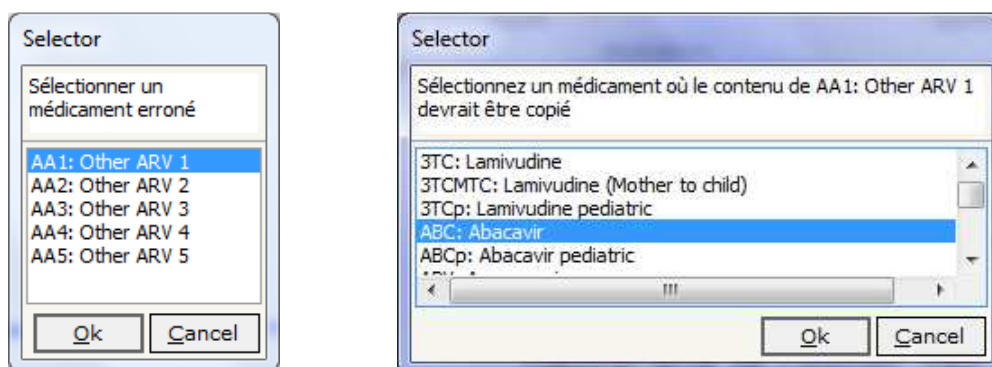 Selector
Sélectionner un
médicament erroné
AA1: Other ARV 1
AA2: Other ARV 2
AA3: Other ARV 3
AA4: Other ARV 4
AA5: Other ARV 5
Ok Cancel
Selector
Sélectionnez un médicament où le contenu de AA1: Other ARV 1
devrait être copié
3TC: Lamivudine
3TCMTC: Lamivudine (Mother to child)
3TCp: Lamivudine pediatric
ABC: Abacavir
ABCp: Abacavir pediatric
Ok Cancel